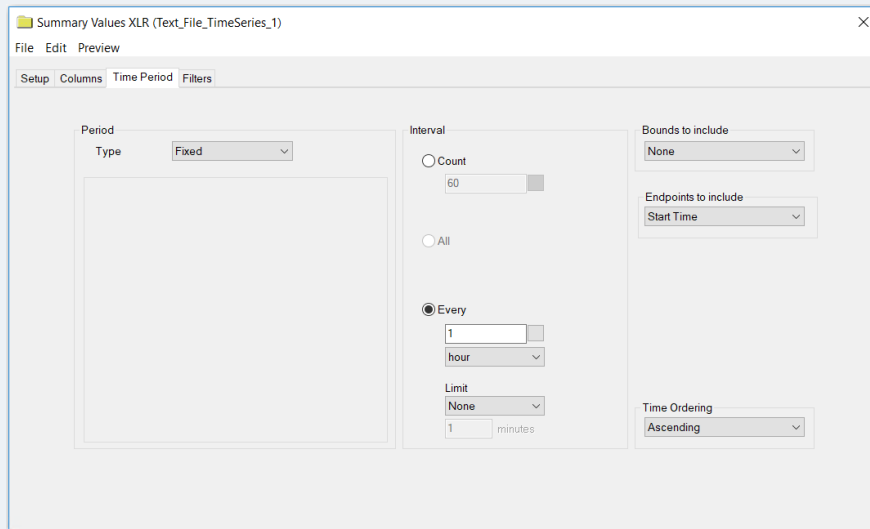 Summary Values XLR (Text_File_TimeSeries_1)
File Edit Preview
Setup Columns Time Period Filters
Period
Type Fixed
Interval
Count
60
All
Every
1
hour
Limit
None
1 minutes
Bounds to include
None
Endpoints to include
Start Time
Time Ordering
Ascending